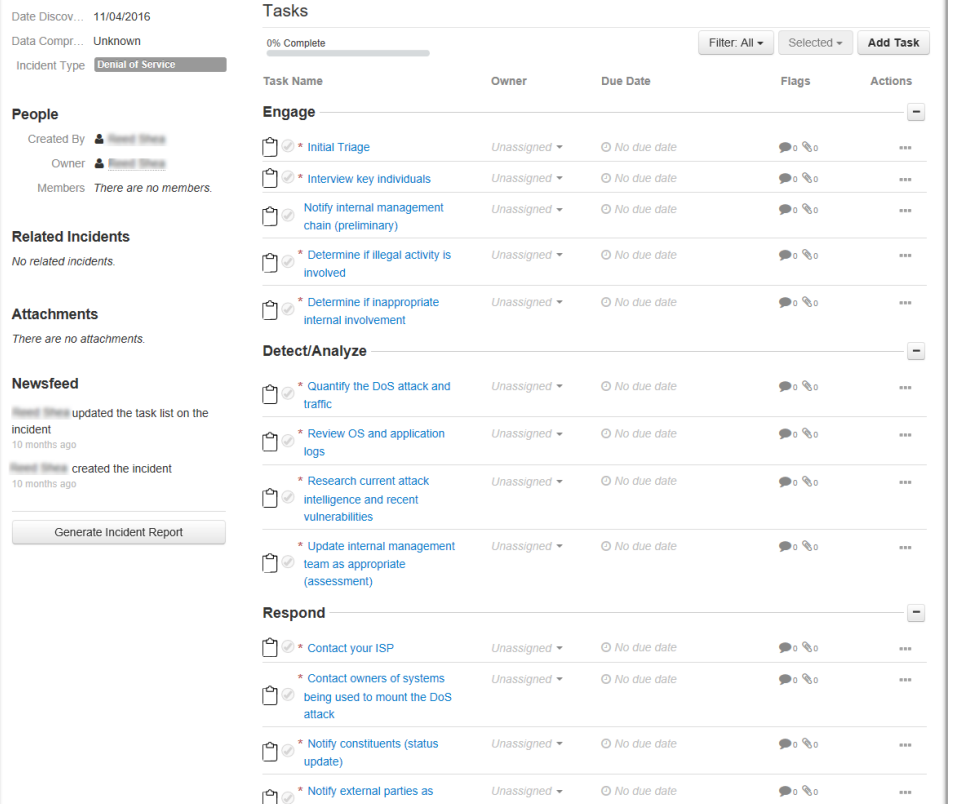 Date Discov... 11/04/2016
Data Compr... Unknown
Incident Type Denial of Service
People
Created By
Owner
Members There are no members.
Related Incidents
No related incidents.
Attachments
There are no attachments.
Newsfeed
updated the task list on the
incident
10 months ago
created the incident
10 months ago
Generate Incident Report
Tasks
0% Complete
Filter: All Selected Add Task
Task Name Owner Due Date Flags Actions
Engage
* Initial Triage Unassigned No due date 0 0
* Interview key individuals Unassigned No due date 0 0
Notify internal management Unassigned No due date 0 0
chain (preliminary)
* Determine if illegal activity is Unassigned No due date 0 0
involved
* Determine if inappropriate Unassigned No due date 0 0
internal involvement
Detect/Analyze
* Quantify the DoS attack and Unassigned No due date 0 0
traffic
* Review OS and application Unassigned No due date 0 0
logs
* Research current attack Unassigned No due date 0 0
intelligence and recent
vulnerabilities
* Update internal management Unassigned No due date 0 0
team as appropriate
(assessment)
Respond
* Contact your ISP Unassigned No due date 0 0
* Contact owners of systems Unassigned No due date 0 0
being used to mount the DoS
attack
* Notify constituents (status Unassigned No due date 0 0
update)
* Notify external parties as Unassigned No due date 0 0